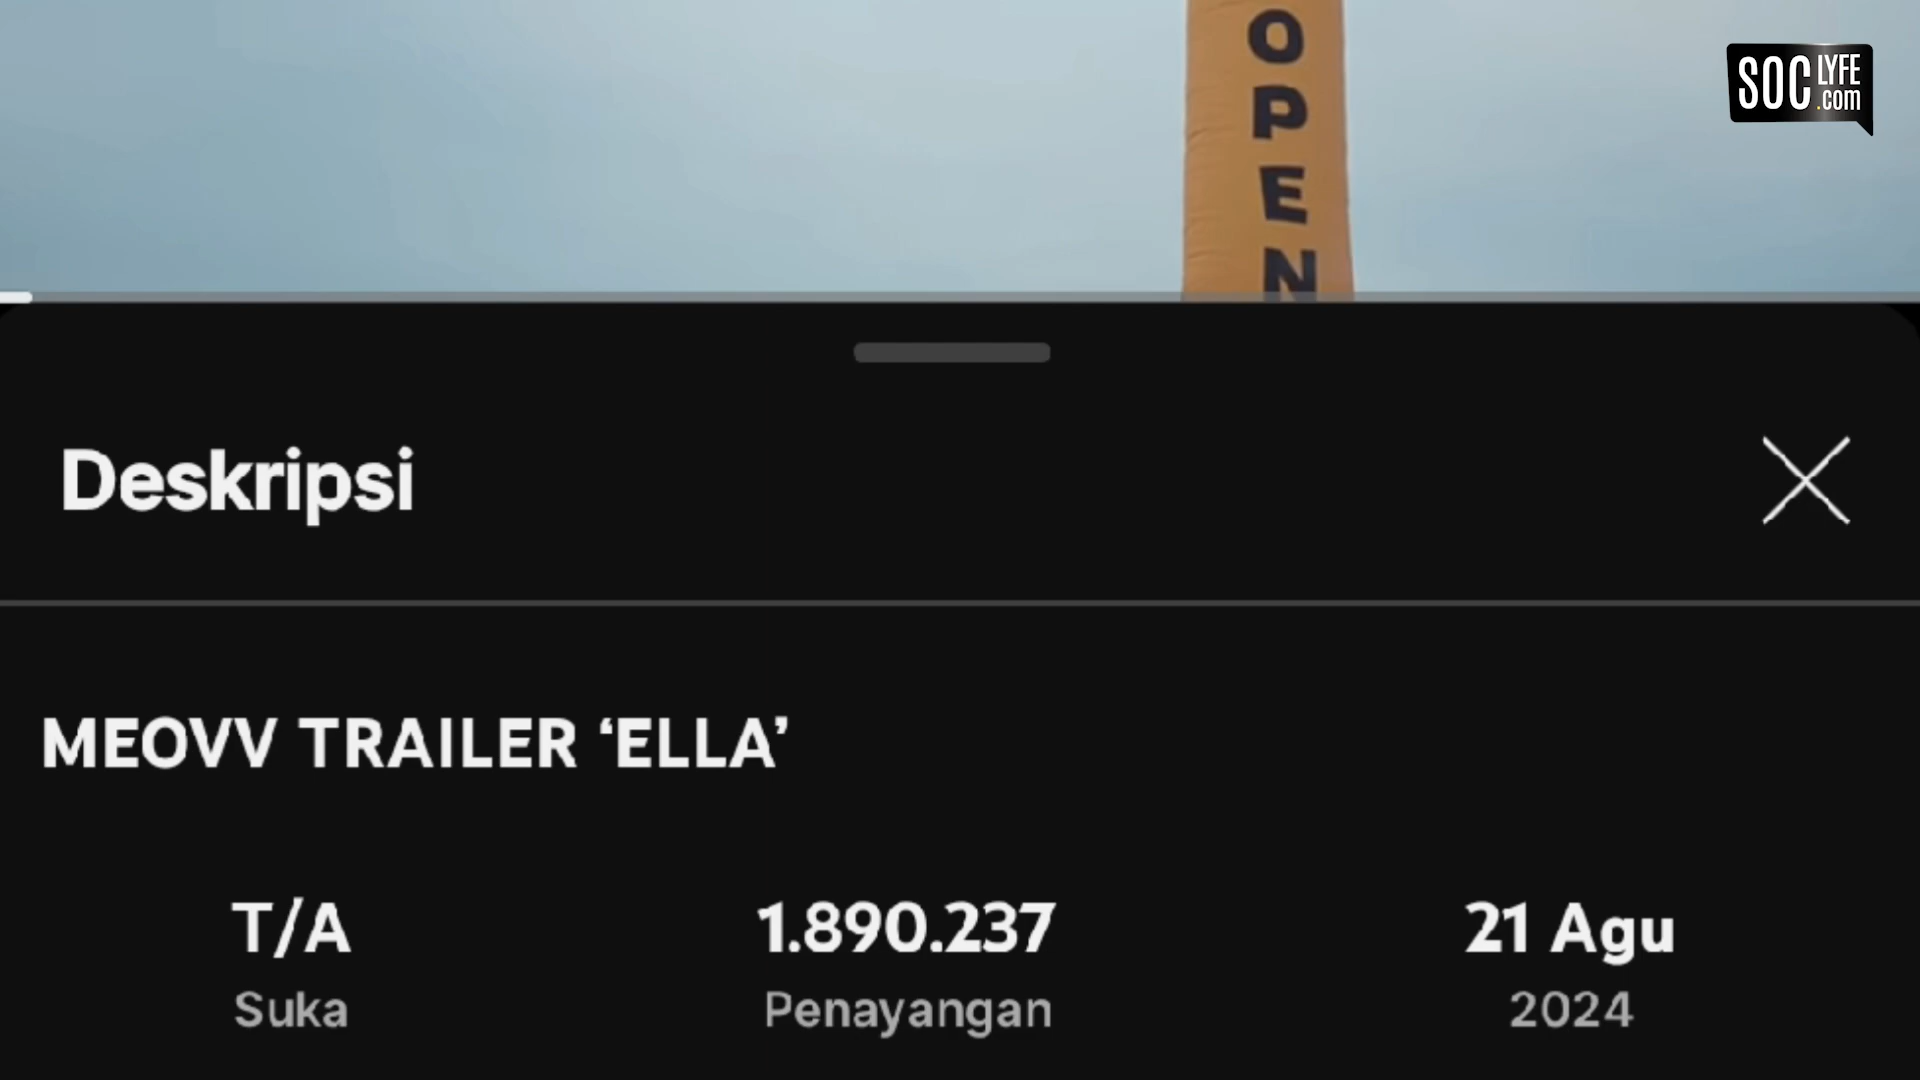 OPEN
SOC LYFE
.com
Deskripsi
MEOVV TRAILER ‘ELLA’
T/A 1.890.237 21 Agu
Suka Penayangan 2024